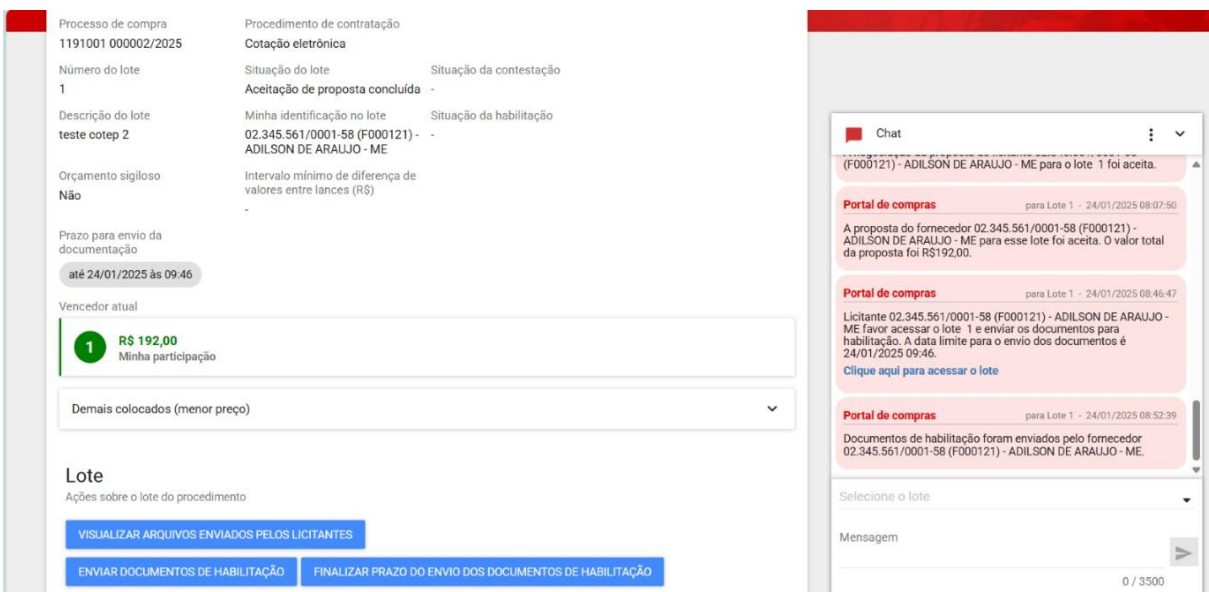 Processo de compra
1191001 000002/2025
Procedimento de contratação
Cotação eletrônica
Número do lote
1
Situação do lote
Aceitação de proposta concluída
Situação da contestação
-
Descrição do lote
teste cotep 2
Minha identificação no lote
02.345.561/0001-58 (F000121) -
ADILSON DE ARAUJO - ME
Situação da habilitação
-
Orçamento sigiloso
Não
Intervalo mínimo de diferença de
valores entre lances (R$)
-
Prazo para envio da
documentação
até 24/01/2025 às 09:46
Vencedor atual
1
R$ 192,00
Minha participação
Demais colocados (menor preço)
Lote
Ações sobre o lote do procedimento
VISUALIZAR ARQUIVOS ENVIADOS PELOS LICITANTES
ENVIAR DOCUMENTOS DE HABILITAÇÃO
FINALIZAR PRAZO DO ENVIO DOS DOCUMENTOS DE HABILITAÇÃO
Chat
(F000121) - ADILSON DE ARAUJO - ME para o lote 1 foi aceita.
Portal de compras para Lote 1 - 24/01/2025 08:07:50
A proposta do fornecedor 02.345.561/0001-58 (F000121) -
ADILSON DE ARAUJO - ME para esse lote foi aceita. O valor total
da proposta foi R$192,00.
Portal de compras para Lote 1 - 24/01/2025 08:46:47
Licitante 02.345.561/0001-58 (F000121) - ADILSON DE ARAUJO -
ME favor acessar o lote 1 e enviar os documentos para
habilitação. A data limite para o envio dos documentos é
24/01/2025 09:46.
Clique aqui para acessar o lote
Portal de compras para Lote 1 - 24/01/2025 08:52:39
Documentos de habilitação foram enviados pelo fornecedor
02.345.561/0001-58 (F000121) - ADILSON DE ARAUJO - ME.
Selecione o lote
Mensagem
0 / 3500